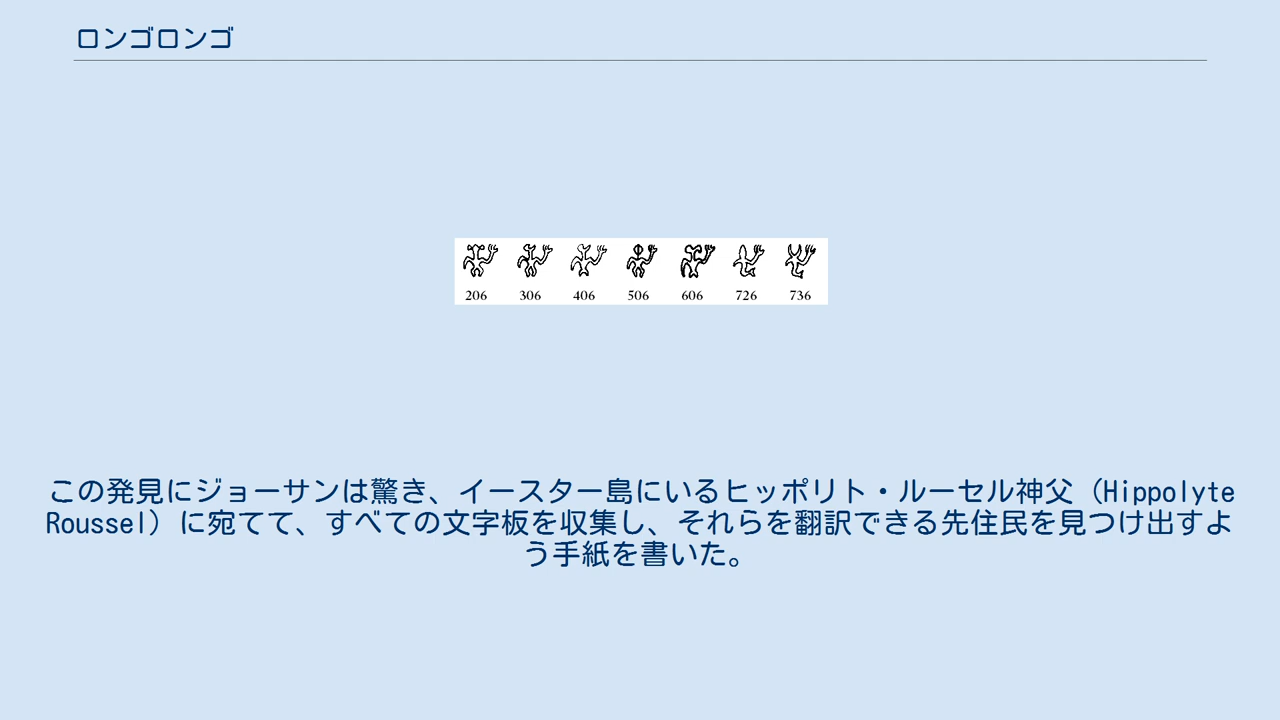 ロンゴロンゴ
206 306 406 506 606 726 736
この発見にジョーサンは驚き、イースター島にいるヒッポリト・ルーセル神父（Hippolyte
Roussel）に宛てて、すべての文字板を収集し、それらを翻訳できる先住民を見つけ出すよ
う手紙を書いた。